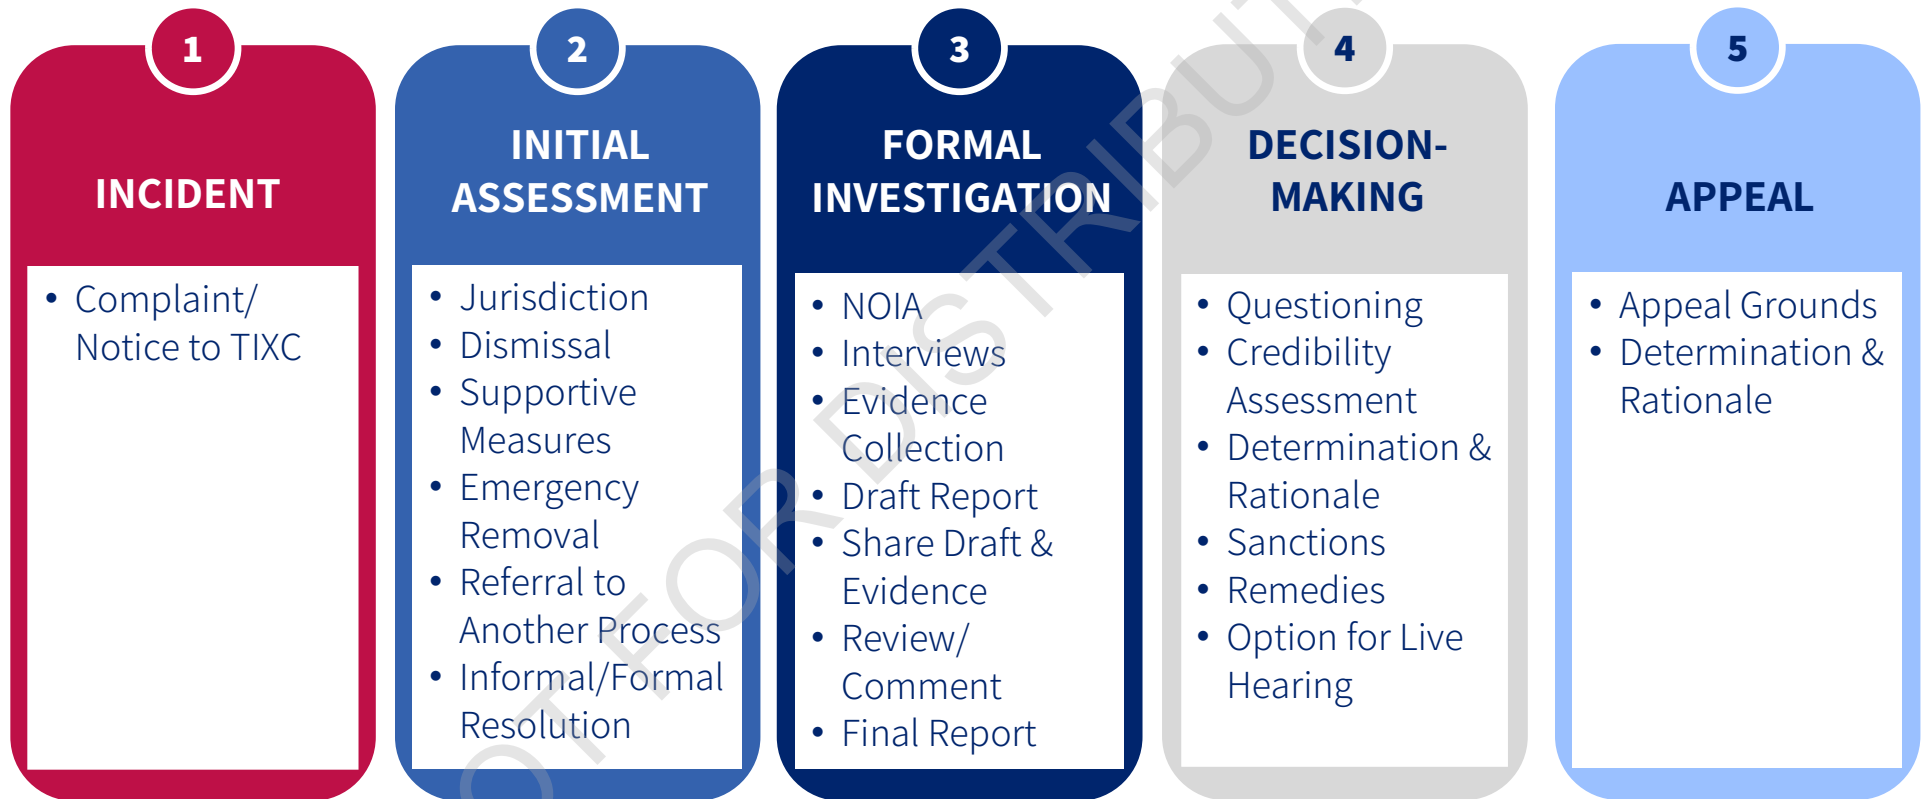 1
INCIDENT
• Complaint/
Notice to TIXC
2
INITIAL
ASSESSMENT
• Jurisdiction
• Dismissal
• Supportive
Measures
• Emergency
Removal
• Referral to
Another Process
• Informal/Formal
Resolution
3
FORMAL
INVESTIGATION
• NOIA
• Interviews
• Evidence
Collection
• Draft Report
• Share Draft &
Evidence
• Review/
Comment
• Final Report
4
DECISION-
MAKING
• Questioning
• Credibility
Assessment
• Determination &
Rationale
• Sanctions
• Remedies
• Option for Live
Hearing
5
APPEAL
• Appeal Grounds
• Determination &
Rationale
OT FOR DISTRIBUT